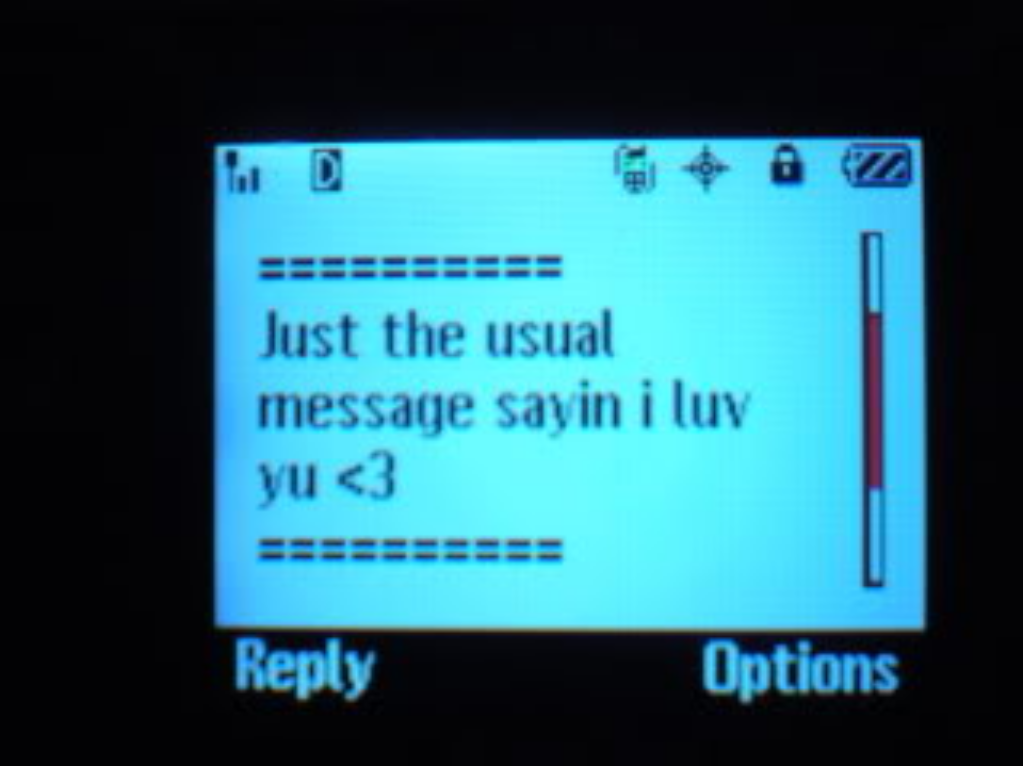 D
==========
Just the usual
message sayin i luv
yu <3
==========
Reply Options